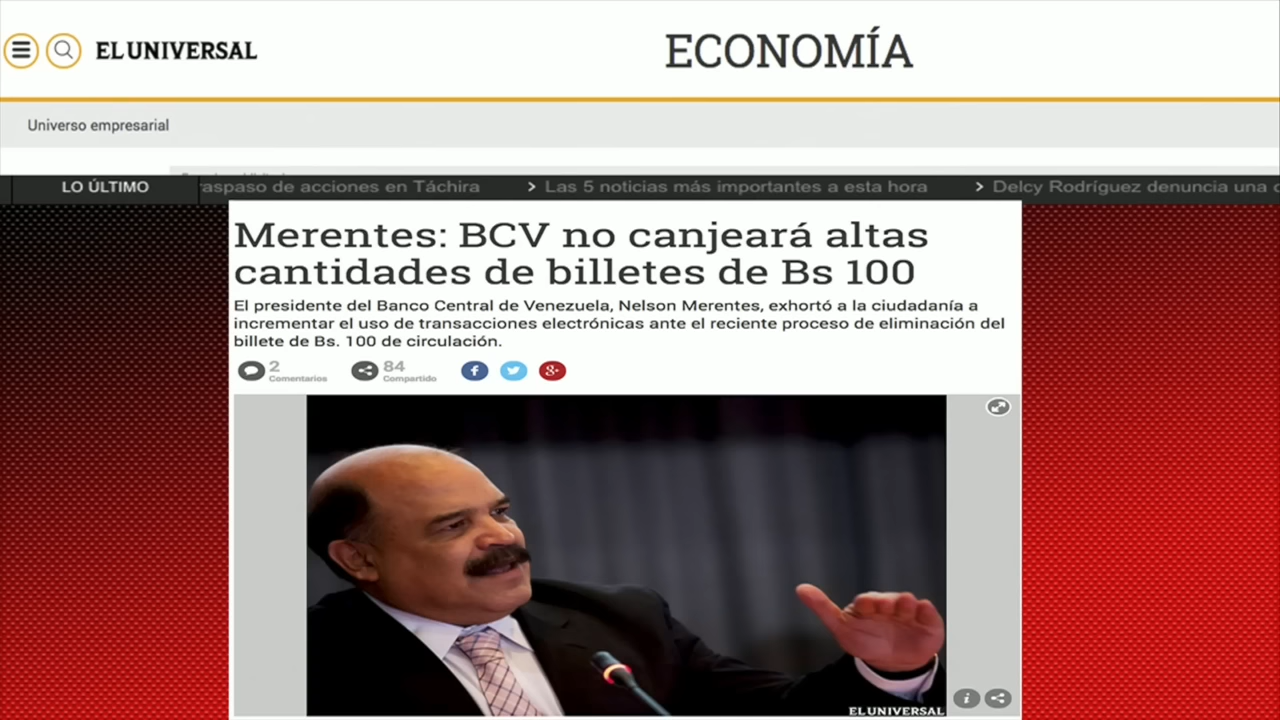 EL UNIVERSAL
ECONOMÍA
Universo empresarial
LO ÚLTIMO
raspaso de acciones en Táchira
Las 5 noticias más importantes a esta hora
Delcy Rodríguez denuncia una
Merentes: BCV no canjeará altas
cantidades de billetes de Bs 100
El presidente del Banco Central de Venezuela, Nelson Merentes, exhortó a la ciudadanía a
incrementar el uso de transacciones electrónicas ante el reciente proceso de eliminación del
billete de Bs. 100 de circulación.
2
Comentarios
84
Compartido
f
g+
EL UNIVERSAL
i